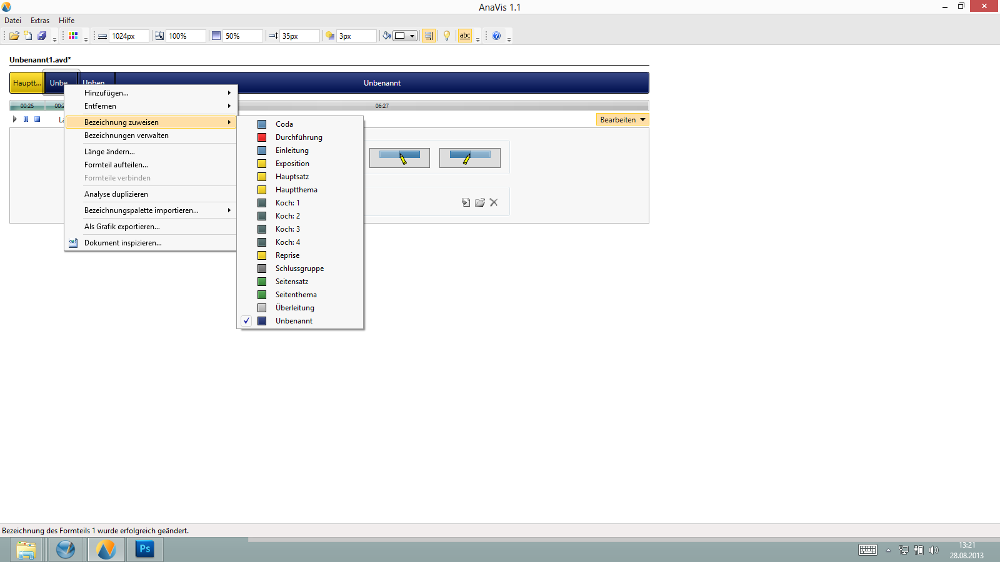 AnaVis 1.1
Datei Extras Hilfe
1024px 100% 50% 35px 3px abc
Unbenannt1.avd*
Hauptt... Unbe Unben Unbenannt
00:25 06:27
Bearbeiten
Hinzufügen...
Entfernen
Bezeichnung zuweisen
Bezeichnungen verwalten
Länge ändern...
Formteil aufteilen...
Formteile verbinden
Analyse duplizieren
Bezeichnungspalette importieren...
Als Grafik exportieren...
Dokument inspizieren...
Coda
Durchführung
Einleitung
Exposition
Hauptsatz
Hauptthema
Koch: 1
Koch: 2
Koch: 3
Koch: 4
Reprise
Schlussgruppe
Seitensatz
Seitenthema
Überleitung
Unbenannt
Bezeichnung des Formteils 1 wurde erfolgreich geändert.
Ps
13:21
28.08.2013